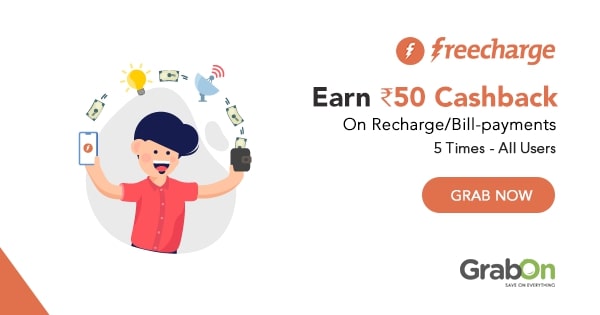 freecharge
Earn ₹50 Cashback
On Recharge/Bill-payments
5 Times - All Users
GRAB NOW
GrabOn
SAVE ON EVERYTHING